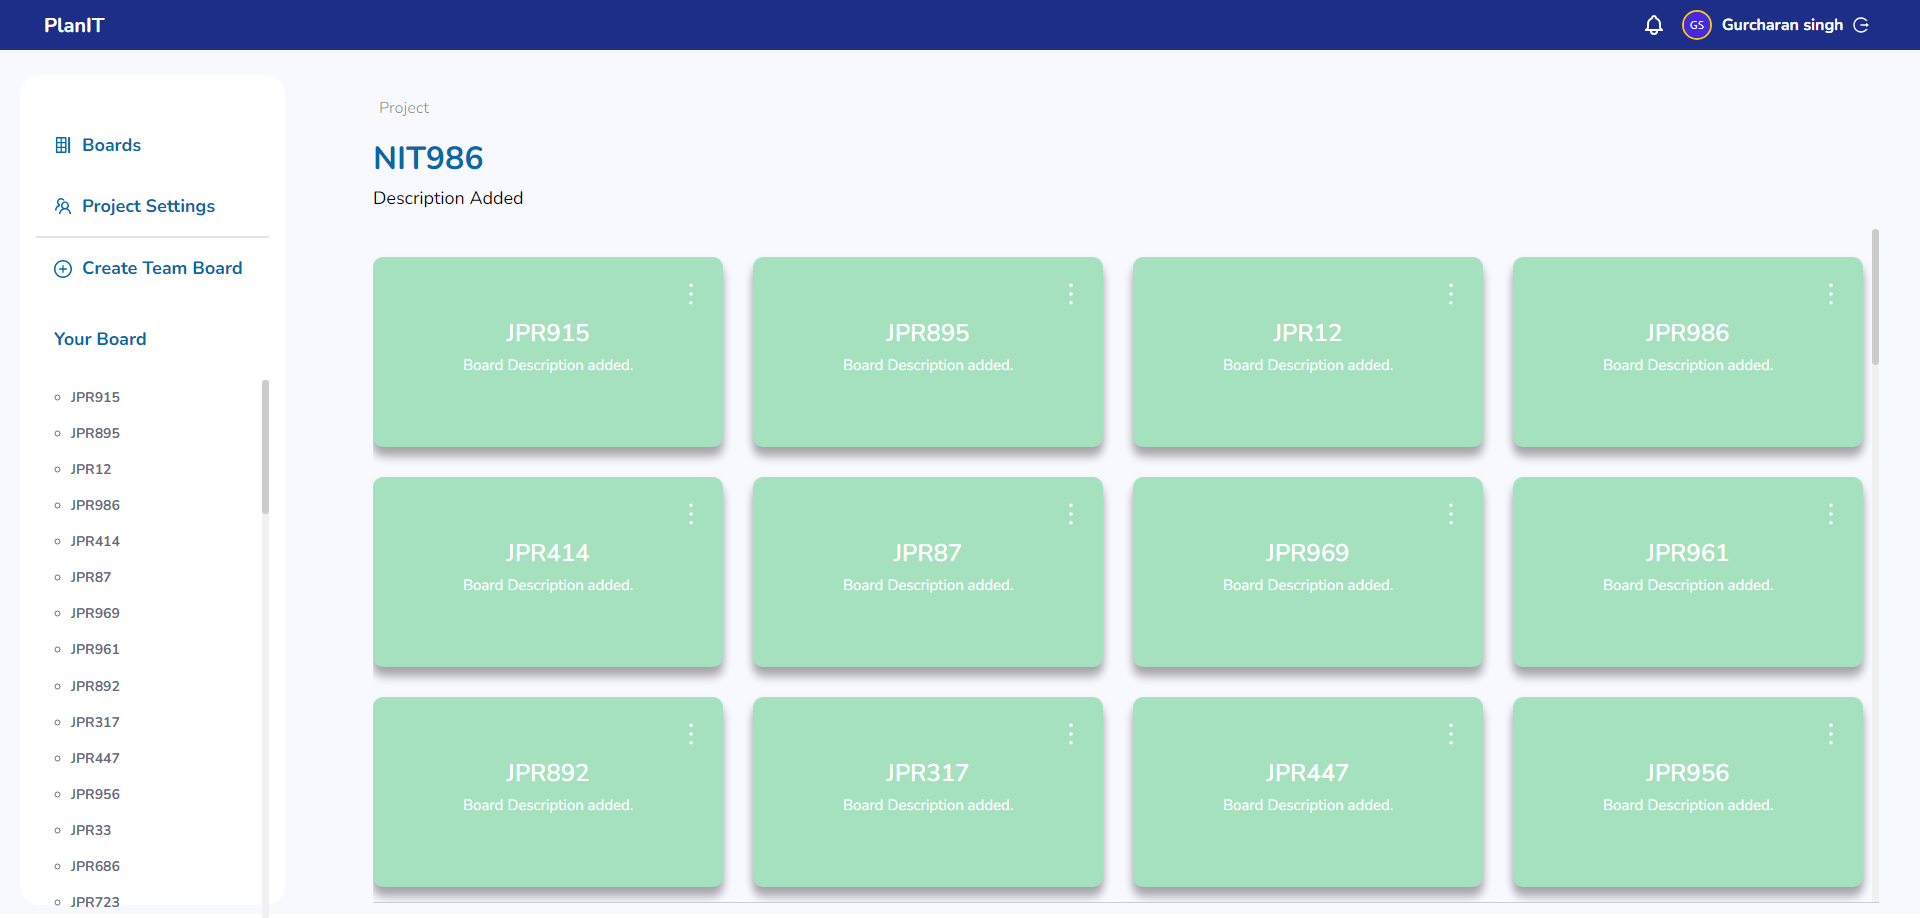 PlanIT
GS
Gurcharan singh
Boards
Project Settings
Create Team Board
Your Board
JPR915
JPR895
JPR12
JPR986
JPR414
JPR87
JPR969
JPR961
JPR892
JPR317
JPR447
JPR956
JPR33
JPR686
JPR723
Project
NIT986
Description Added
JPR915
Board Description added.
JPR895
Board Description added.
JPR12
Board Description added.
JPR986
Board Description added.
JPR414
Board Description added.
JPR87
Board Description added.
JPR969
Board Description added.
JPR961
Board Description added.
JPR892
Board Description added.
JPR317
Board Description added.
JPR447
Board Description added.
JPR956
Board Description added.